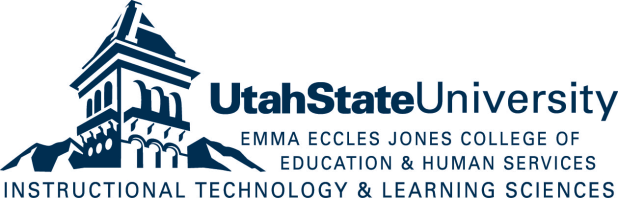 UtahStateUniversity
EMMA ECCLES JONES COLLEGE OF
EDUCATION & HUMAN SERVICES
INSTRUCTIONAL TECHNOLOGY & LEARNING SCIENCES